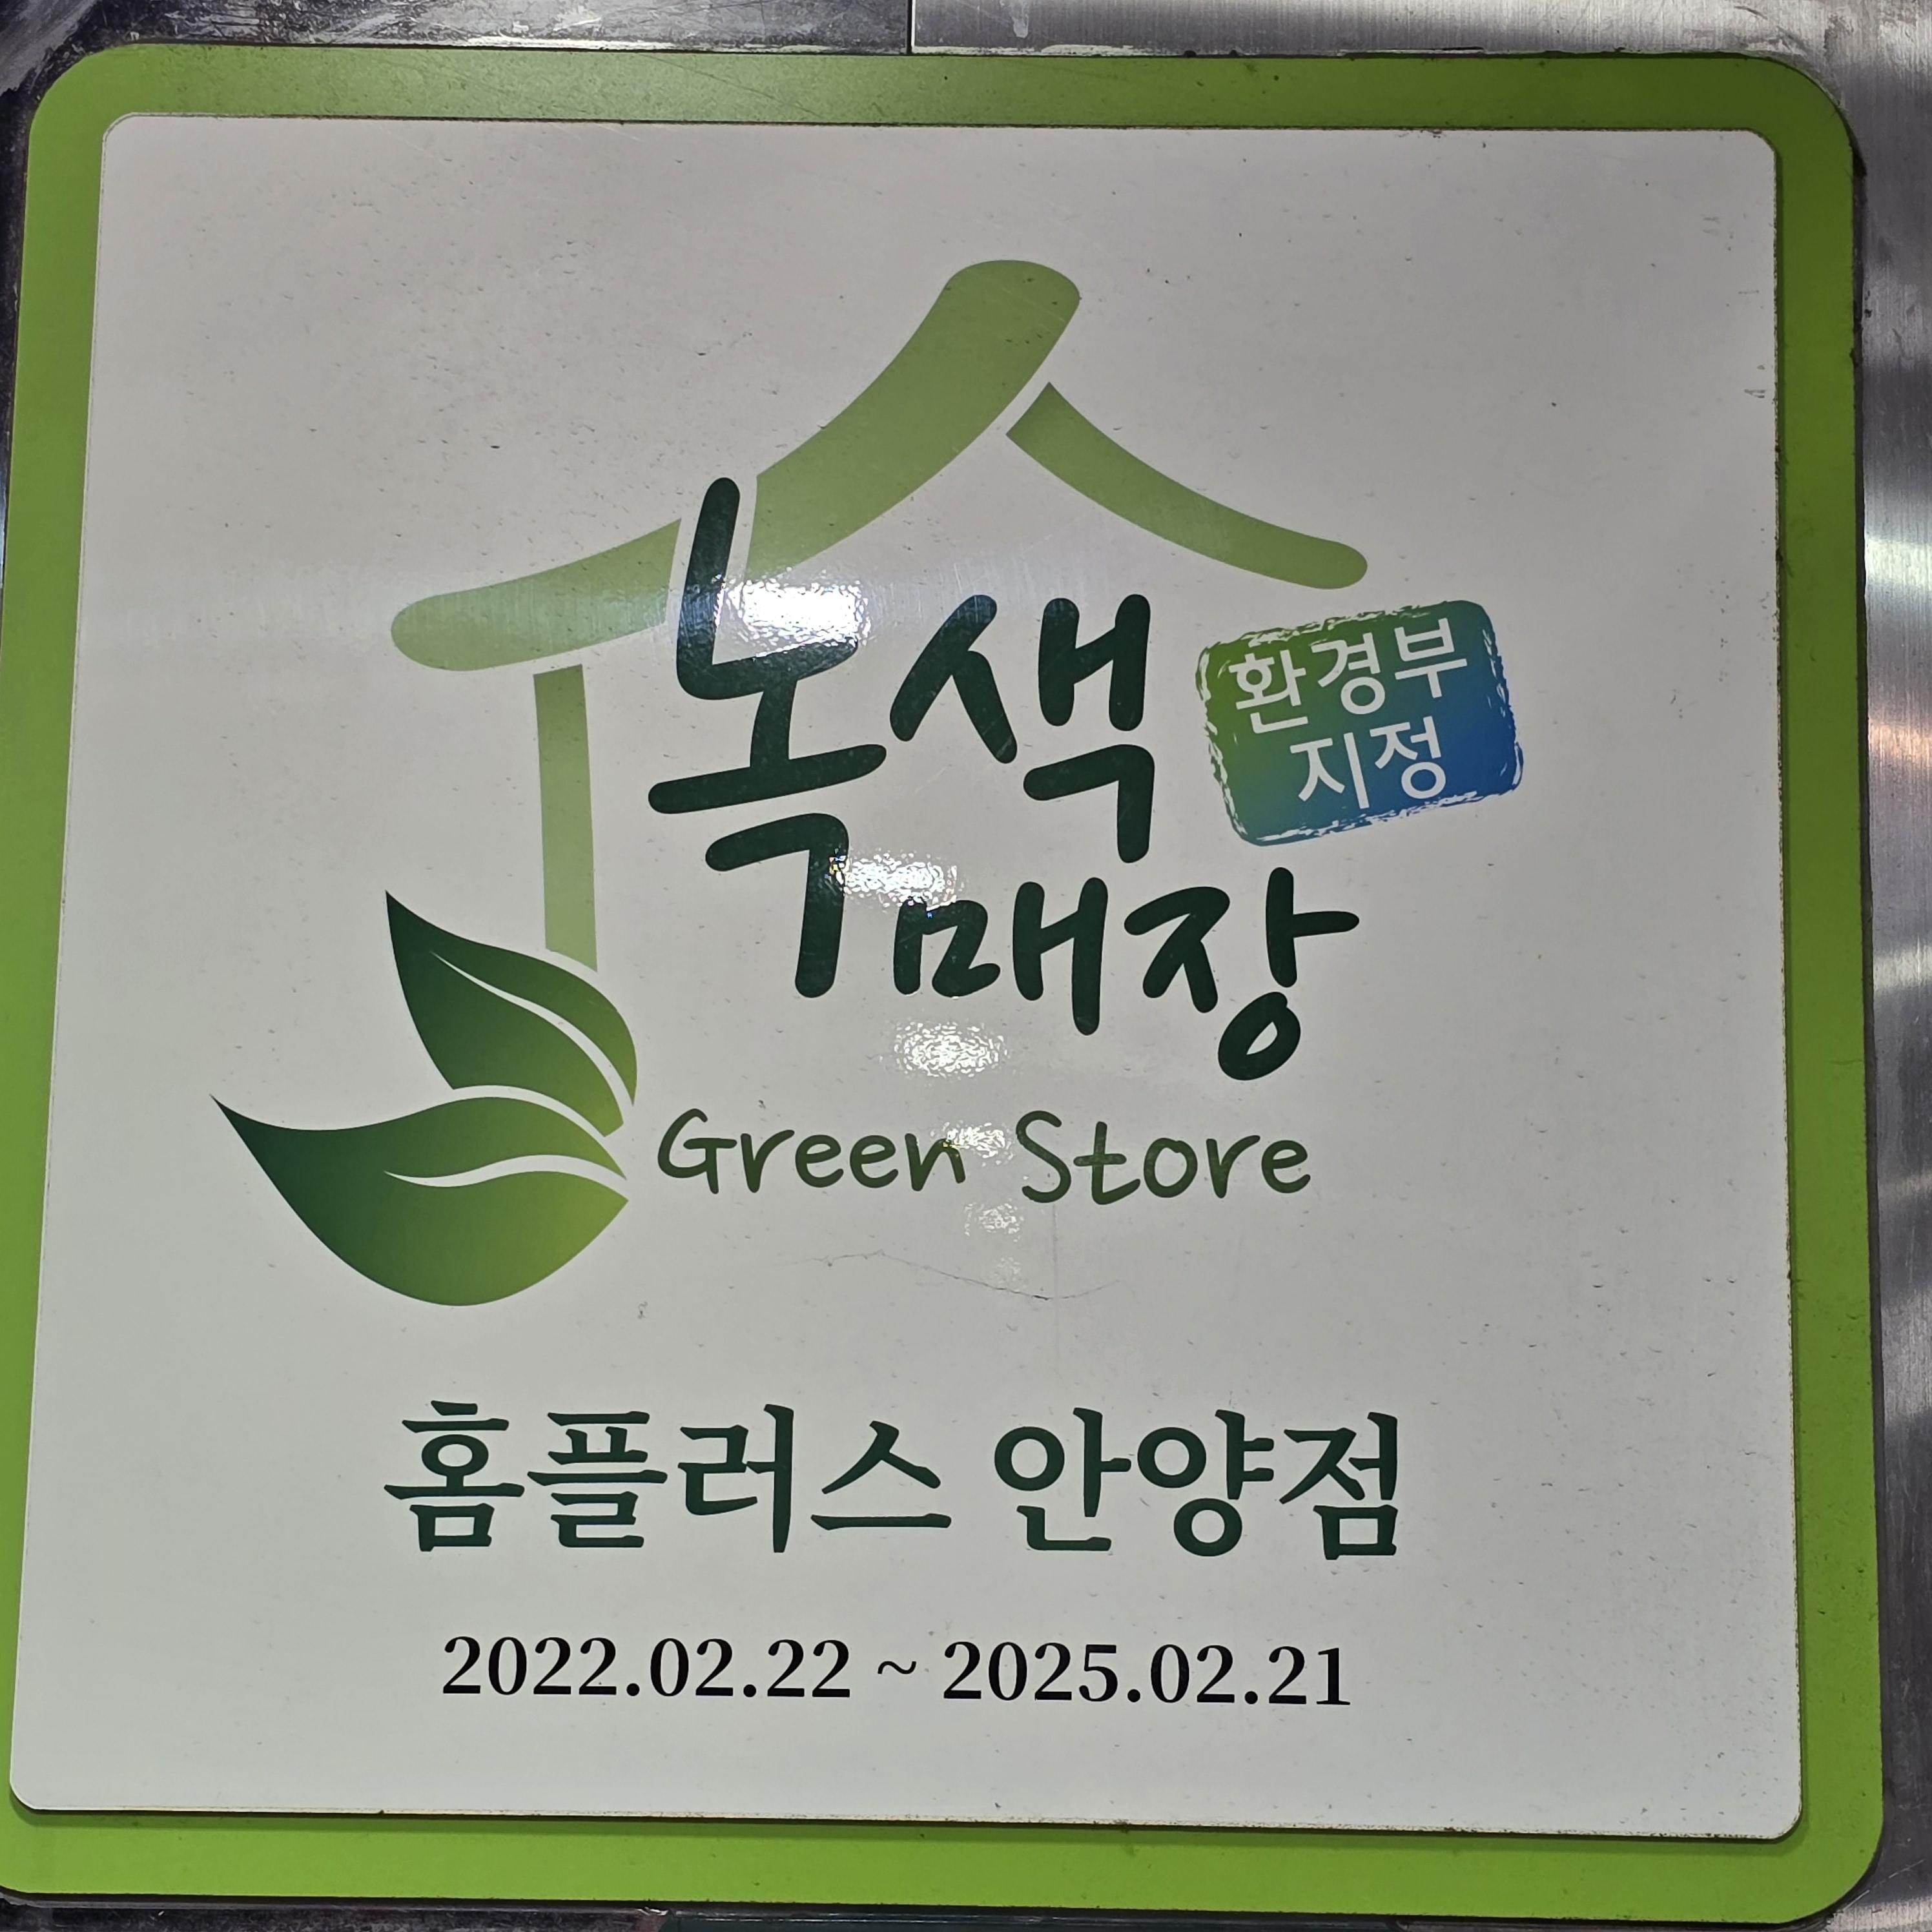 녹색
환경부
지정
매장
Green Store
홈플러스 안양점
2022.02.22 ~ 2025.02.21